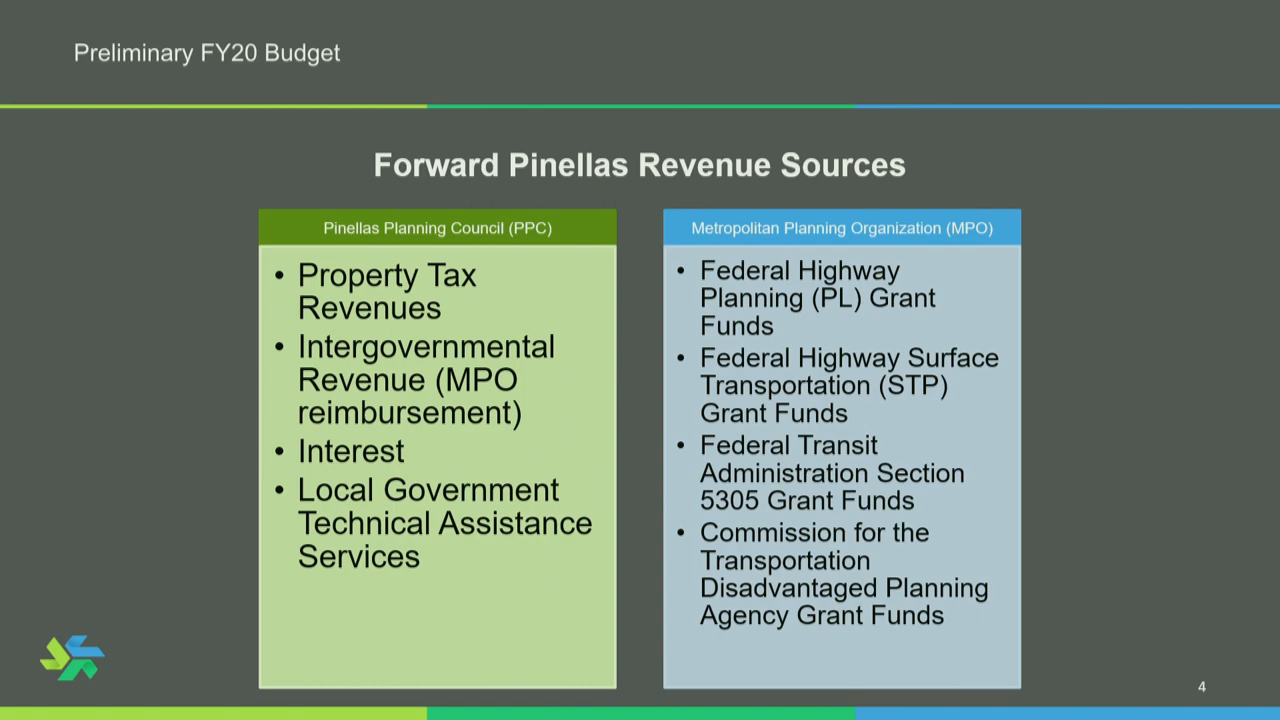 Preliminary FY20 Budget
Forward Pinellas Revenue Sources
Pinellas Planning Council (PPC)
• Property Tax
Revenues
• Intergovernmental
Revenue (MPO
reimbursement)
• Interest
• Local Government
Technical Assistance
Services
Metropolitan Planning Organization (MPO)
• Federal Highway
Planning (PL) Grant
Funds
• Federal Highway Surface
Transportation (STP)
Grant Funds
• Federal Transit
Administration Section
5305 Grant Funds
• Commission for the
Transportation
Disadvantaged Planning
Agency Grant Funds
4